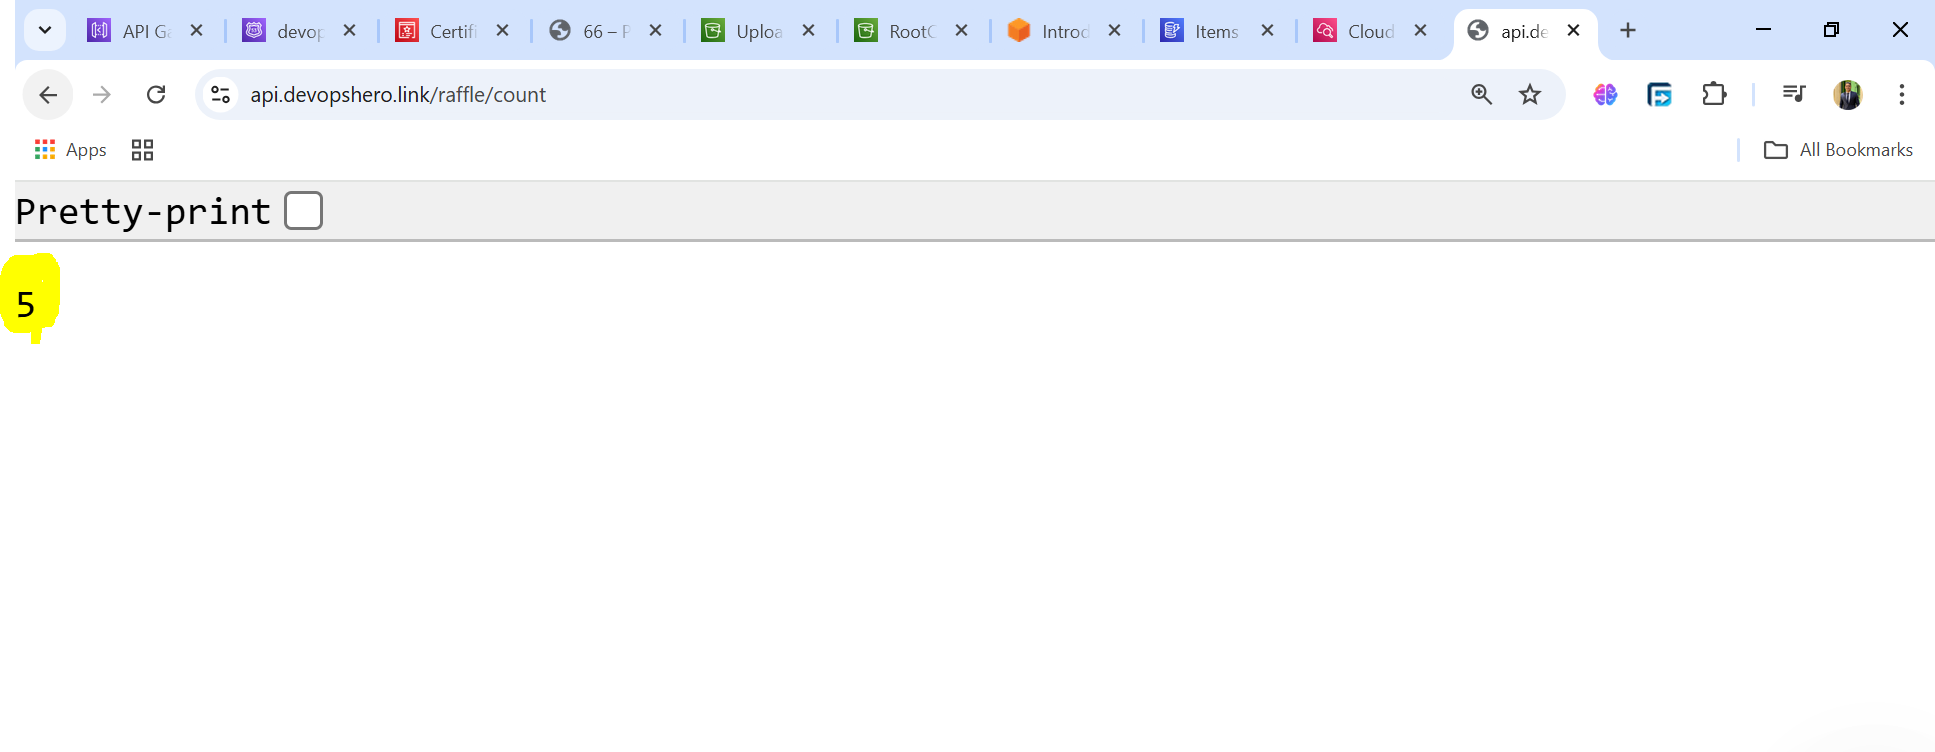 API Ga
devop
Certifi
66 – P
Uploa
RootC
Introd
Items
Cloud
api.de
api.devopshero.link/raffle/count
Apps
All Bookmarks
Pretty-print
5